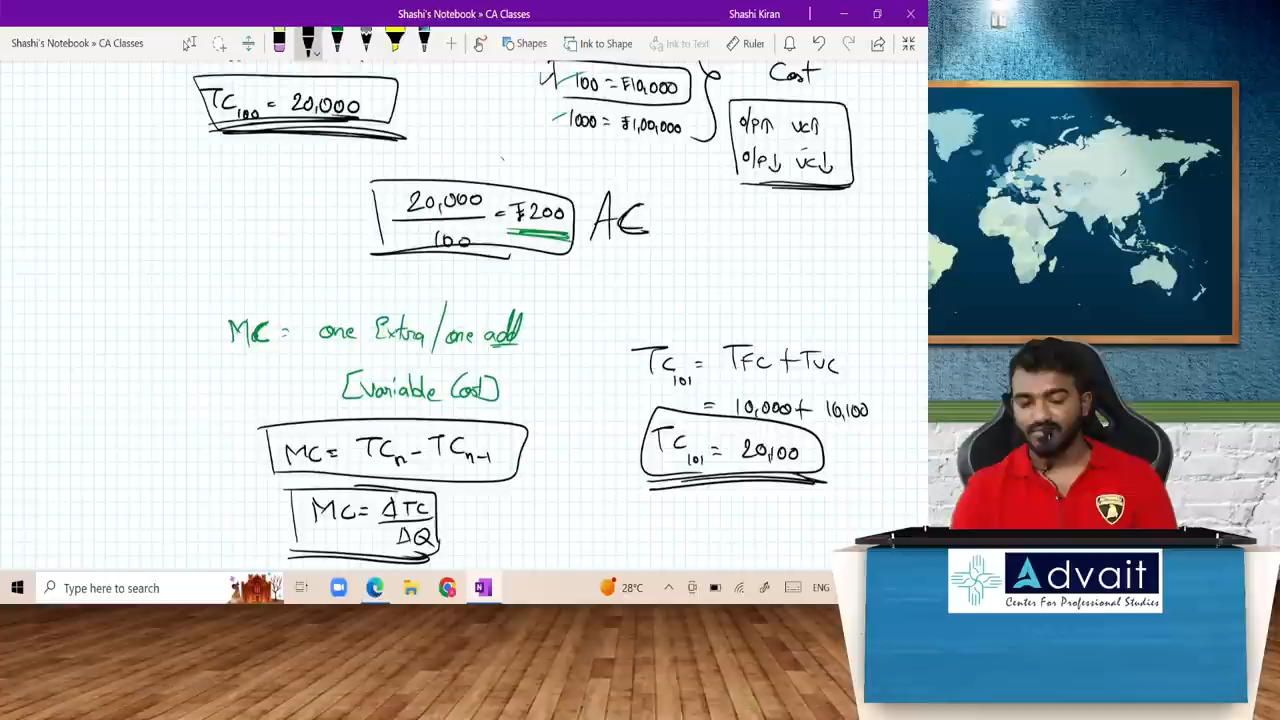 Shashi's Notebook » CA Classes
Shashi Kiran
Shashi's Notebook » CA Classes
Shapes
Ink to Shape
Ink to Text
Ruler
TC100 = 20,000
100 = ₹10,000
1000 = ₹1,00,000
Cost
o/p↑ vc↑
o/p↓ vc↓
20,000
100
= ₹200
AC
MC = one Extra/one add
[Variable Cost]
MC = TCn - TCn-1
MC = ΔTC
ΔQ
TC101 = TFC + TVC
= 10,000 + 10,100
TC101 = 20,100
Type here to search
28°C
ENG
Advait
Center For Professional Studies